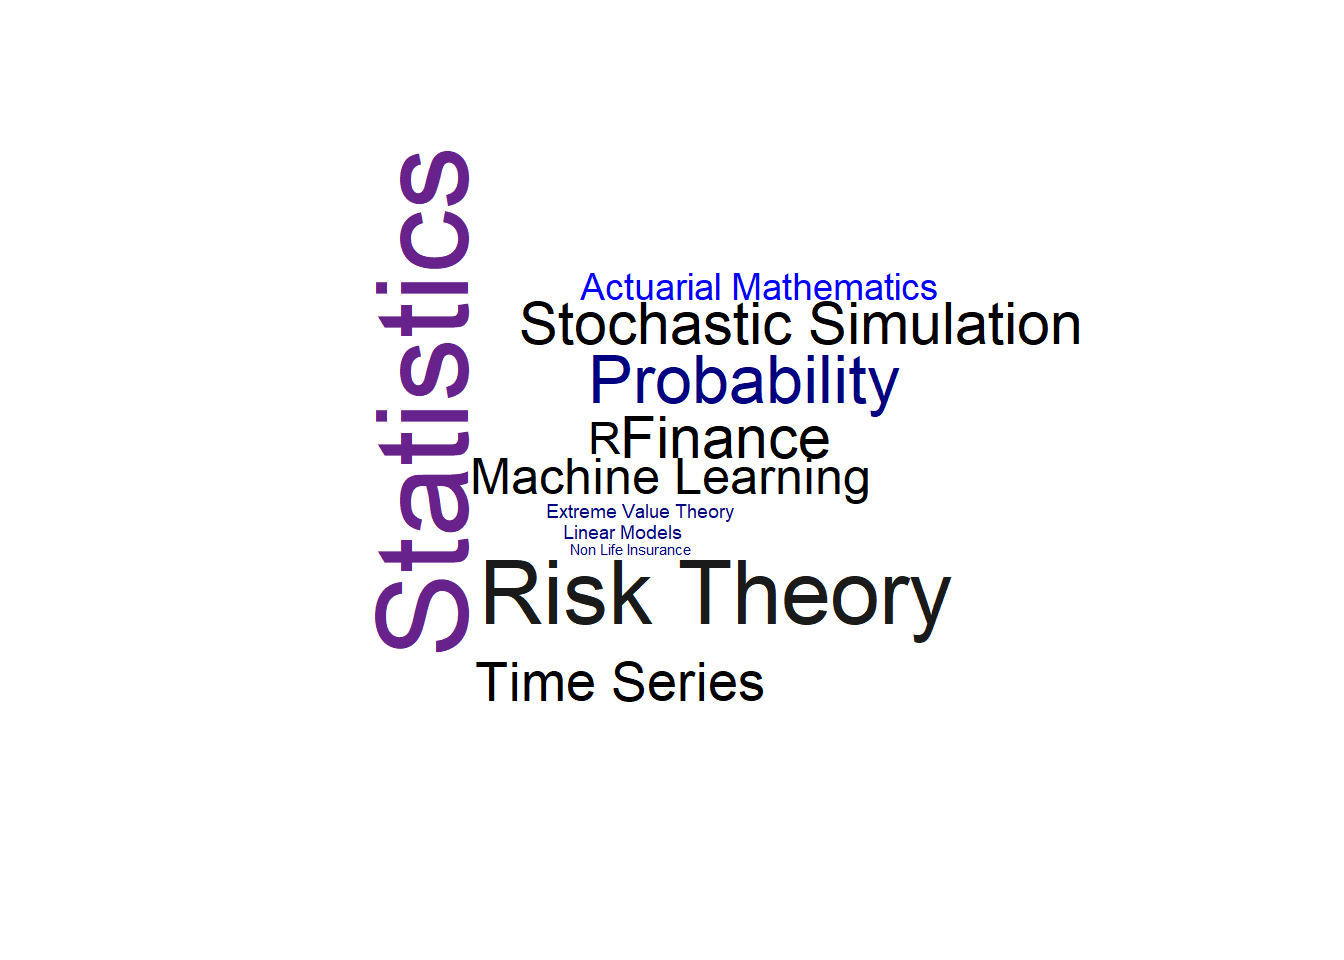 Statistics
Actuarial Mathematics
Stochastic Simulation
Probability
R
Finance
Machine Learning
Extreme Value Theory
Linear Models
Non Life Insurance
Risk Theory
Time Series